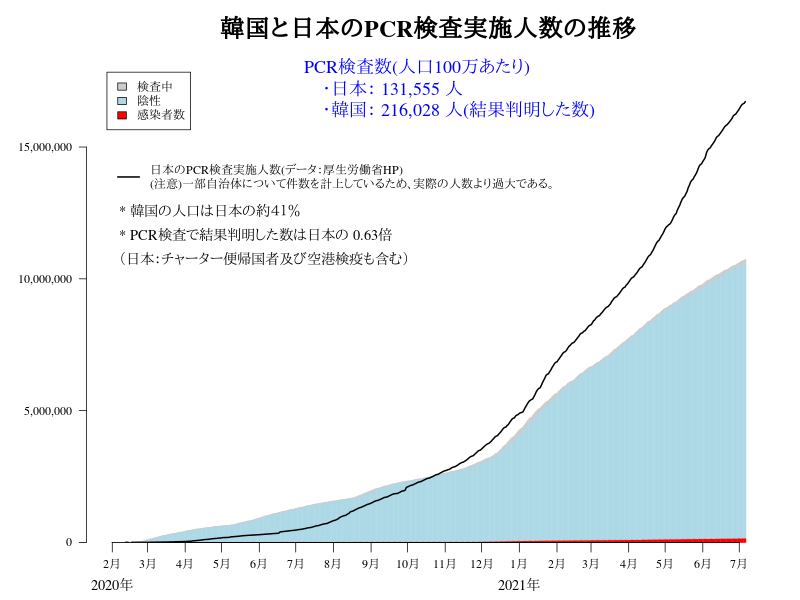 韓国と日本のPCR検査実施人数の推移
PCR検査数(人口100万あたり)
・日本: 131,555 人
・韓国: 216,028 人(結果判明した数)
検査中
陰性
感染者数
日本のPCR検査実施人数(データ:厚生労働省HP)
(注意)一部自治体について件数を計上しているため、実際の人数より過大である。
* 韓国の人口は日本の約41%
* PCR検査で結果判明した数は日本の 0.63倍
(日本:チャーター便帰国者及び空港検疫も含む)
15,000,000
10,000,000
5,000,000
0
2月 3月 4月 5月 6月 7月 8月 9月 10月 11月 12月 1月 2月 3月 4月 5月 6月 7月
2020年 2021年